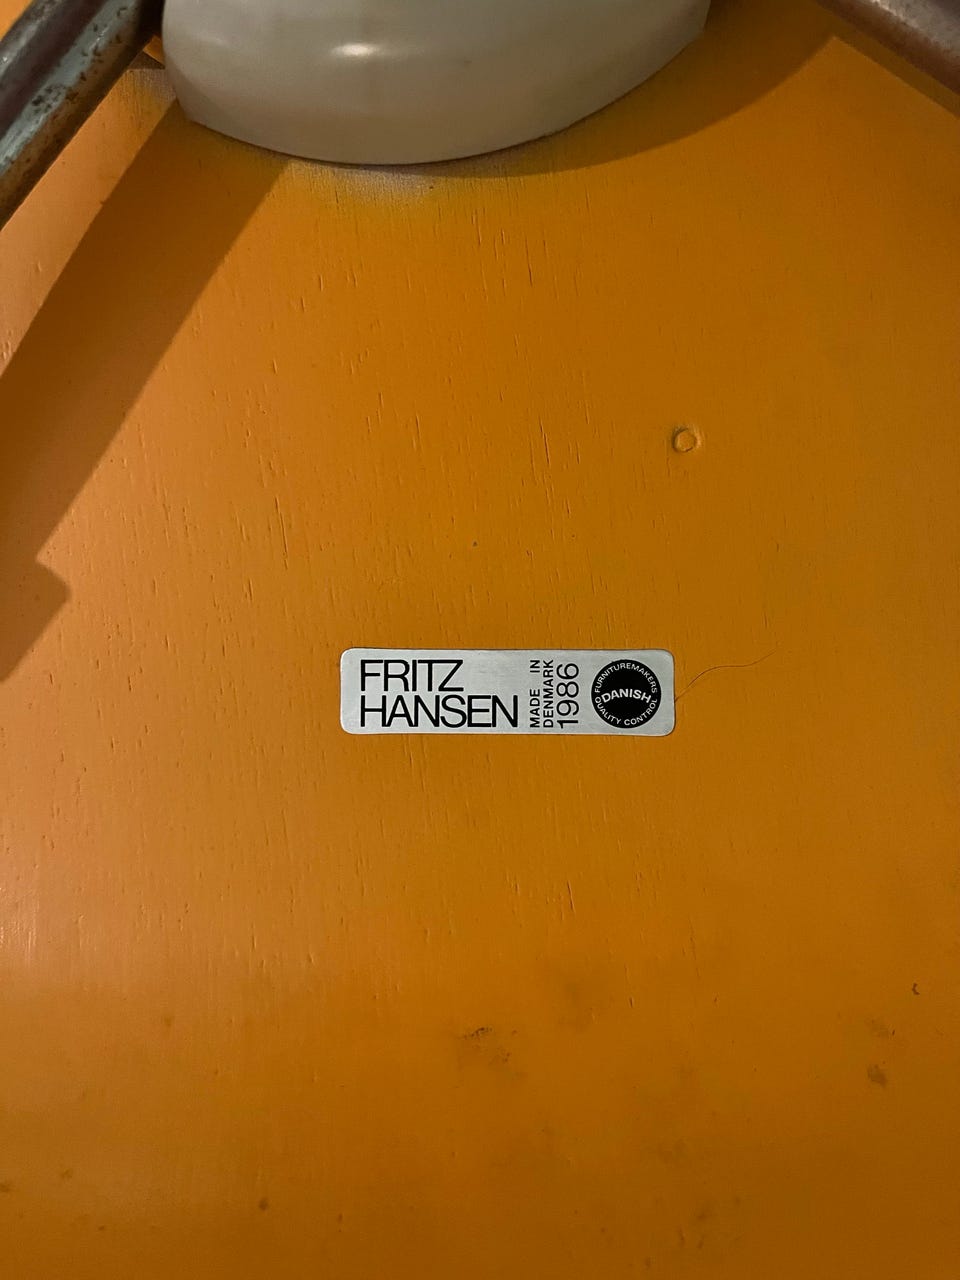 FRITZ
HANSEN
MADE IN
DENMARK
1986
FURNITUREMAKERS
DANISH
QUALITY CONTROL